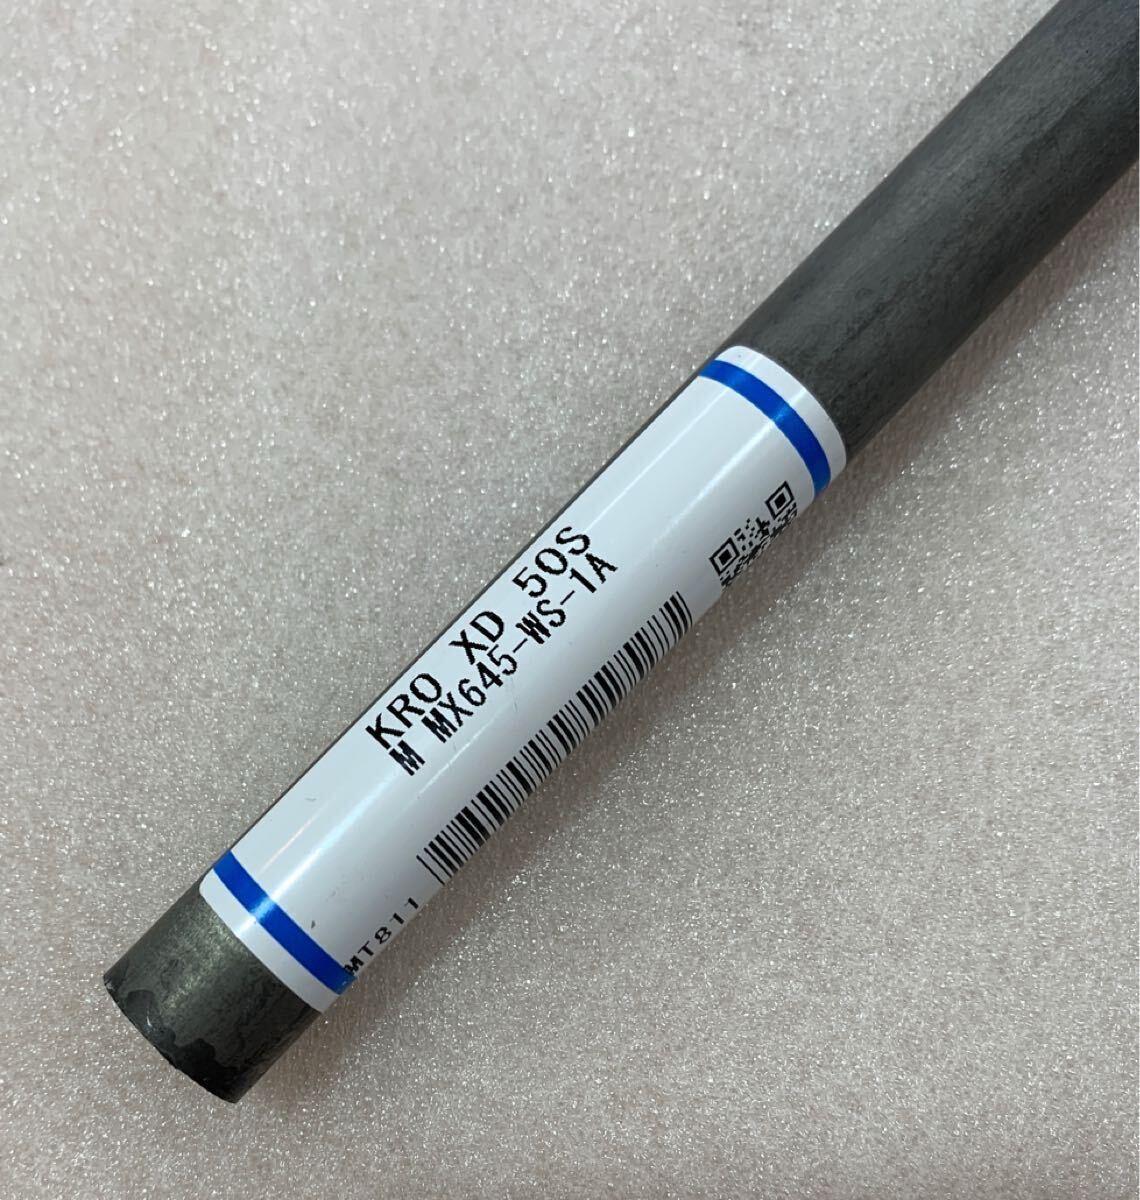 KRO XD 50S
M MX645-WS-1A
MT811